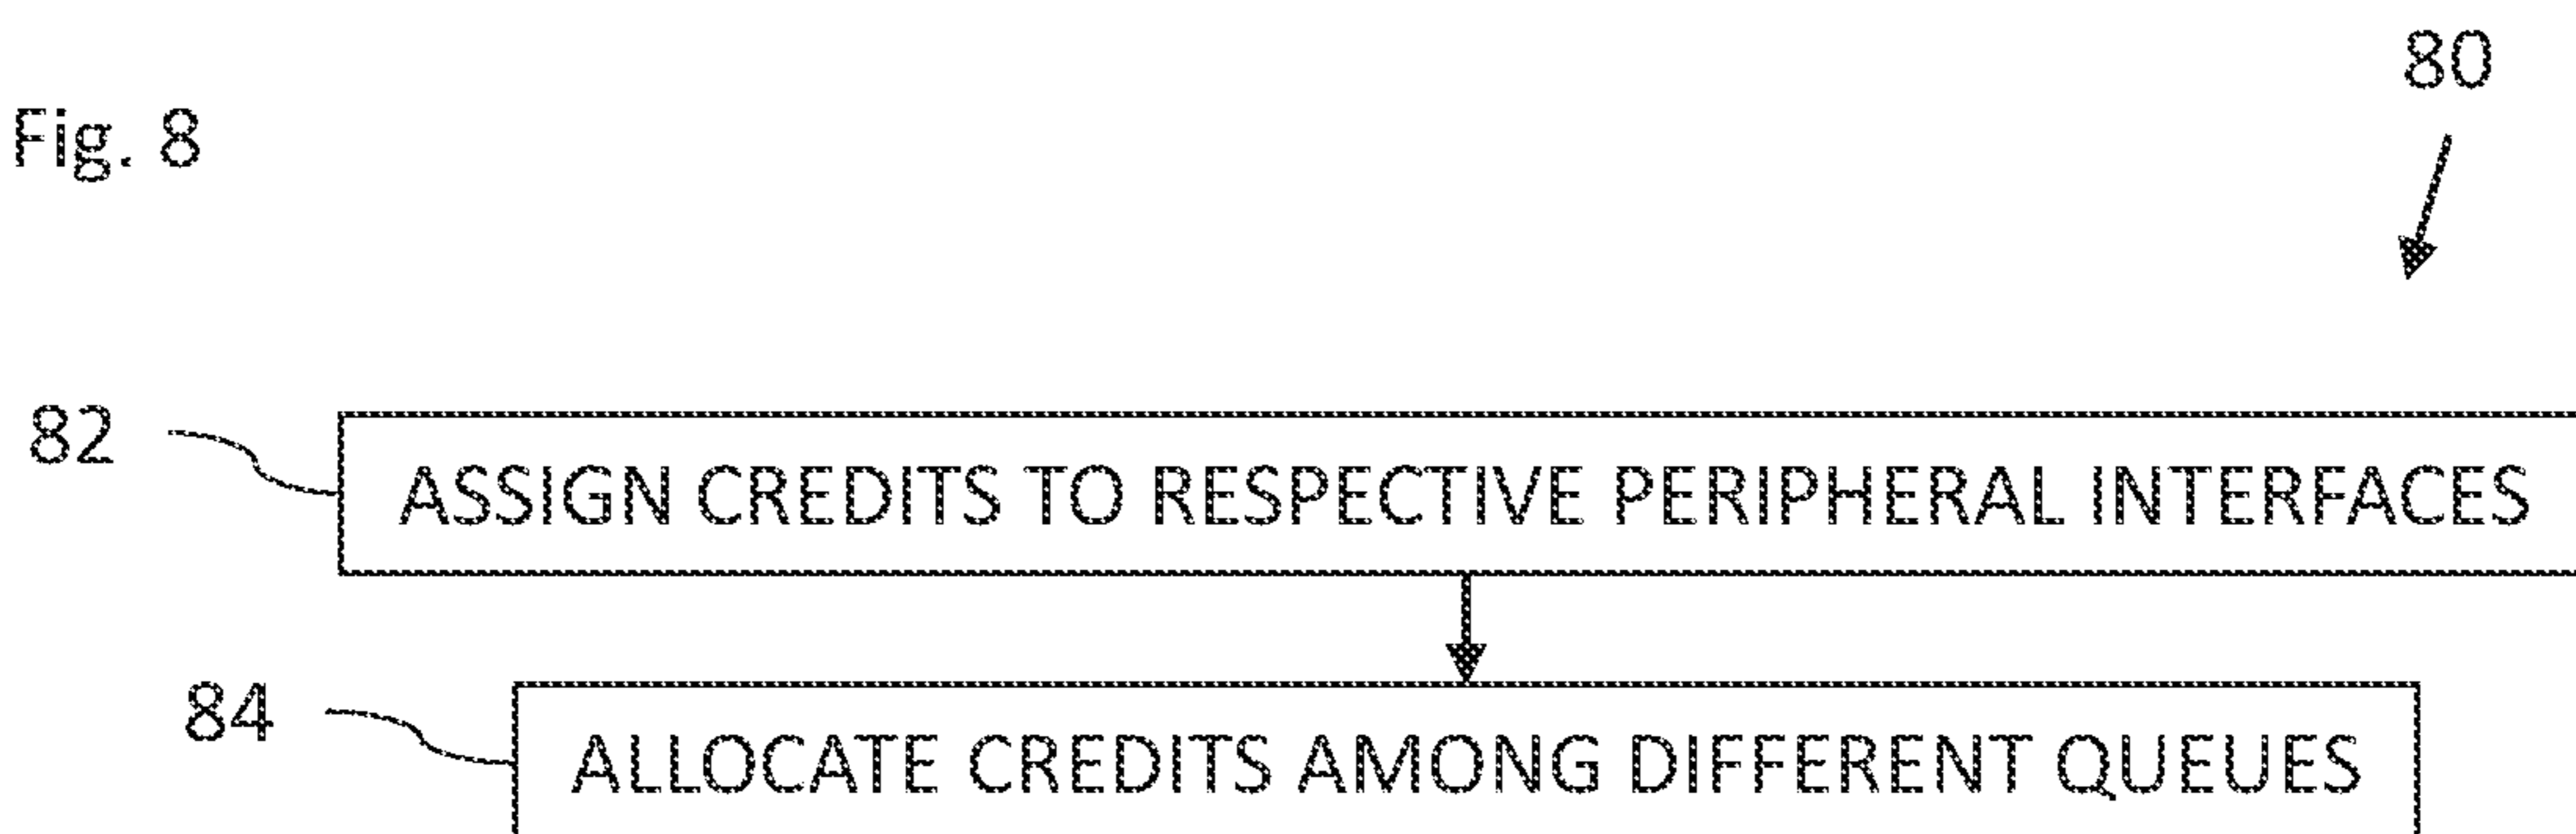 80
Fig. 8
82
ASSIGN CREDITS TO RESPECTIVE PERIPHERAL INTERFACES
84
ALLOCATE CREDITS AMONG DIFFERENT QUEUES